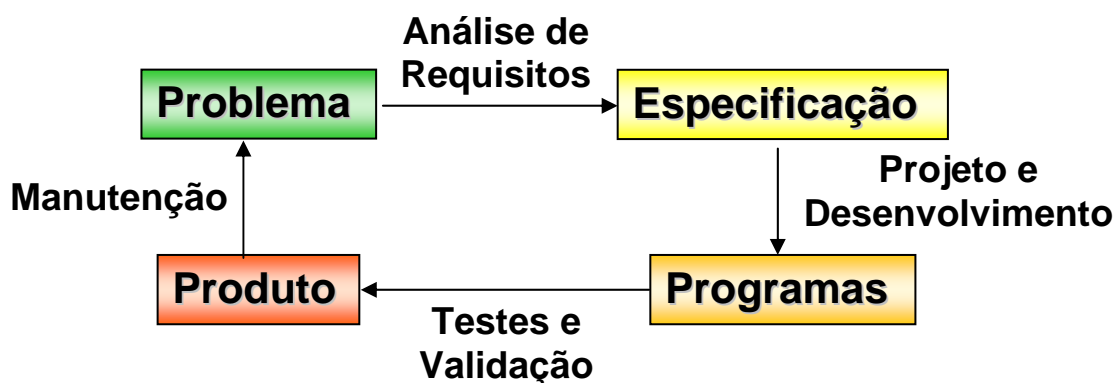 Análise de
Requisitos
Problema
Especificação
Manutenção
Projeto e
Desenvolvimento
Produto
Programas
Testes e
Validação